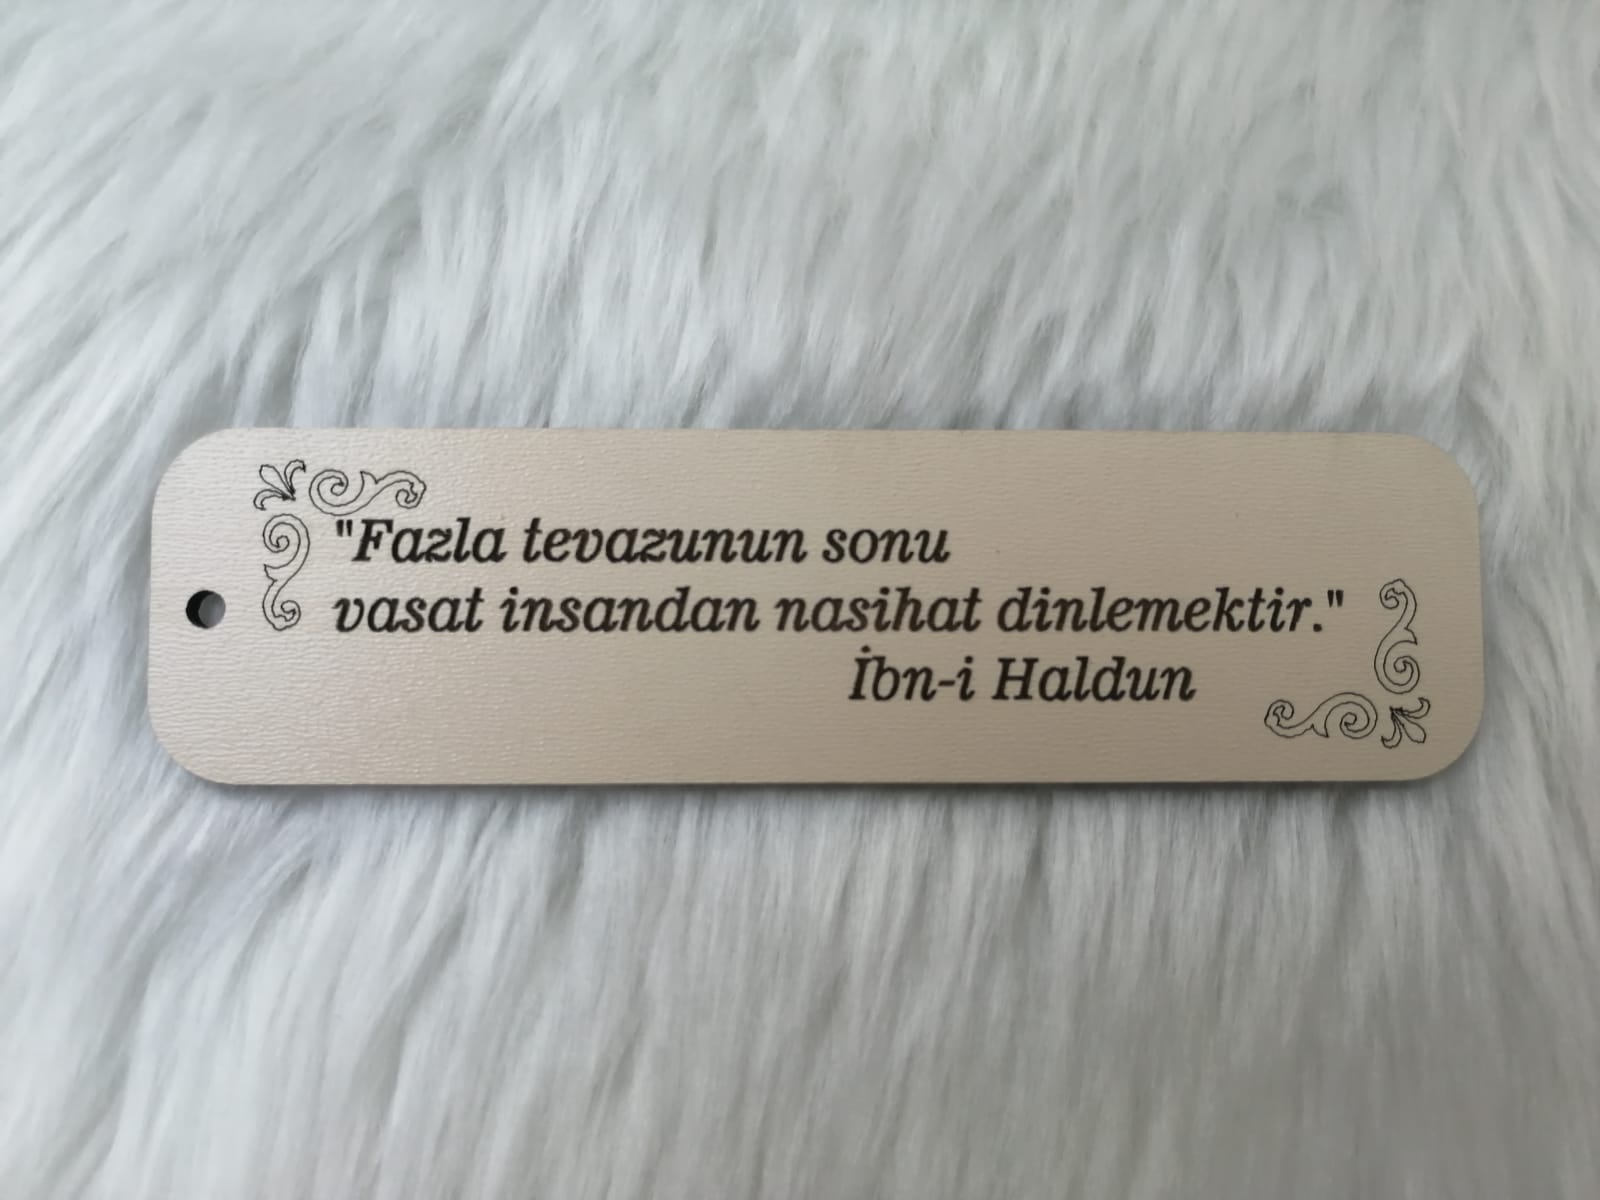 "Fazla tevazunun sonu
vasat insandan nasihat dinlemektir."
İbn-i Haldun